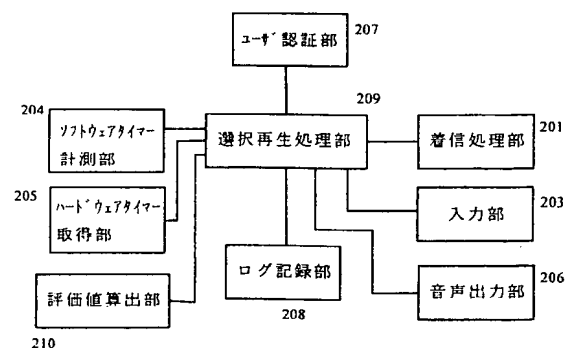 207
ﾕｰｻﾞ認証部
204
209
ｿﾌﾄｳｪｱﾀｲﾏｰ
計測部
選択再生処理部
201
着信処理部
205
ﾊｰﾄﾞｳｪｱﾀｲﾏｰ
取得部
203
入力部
評価値算出部
210
ログ記録部
208
206
音声出力部